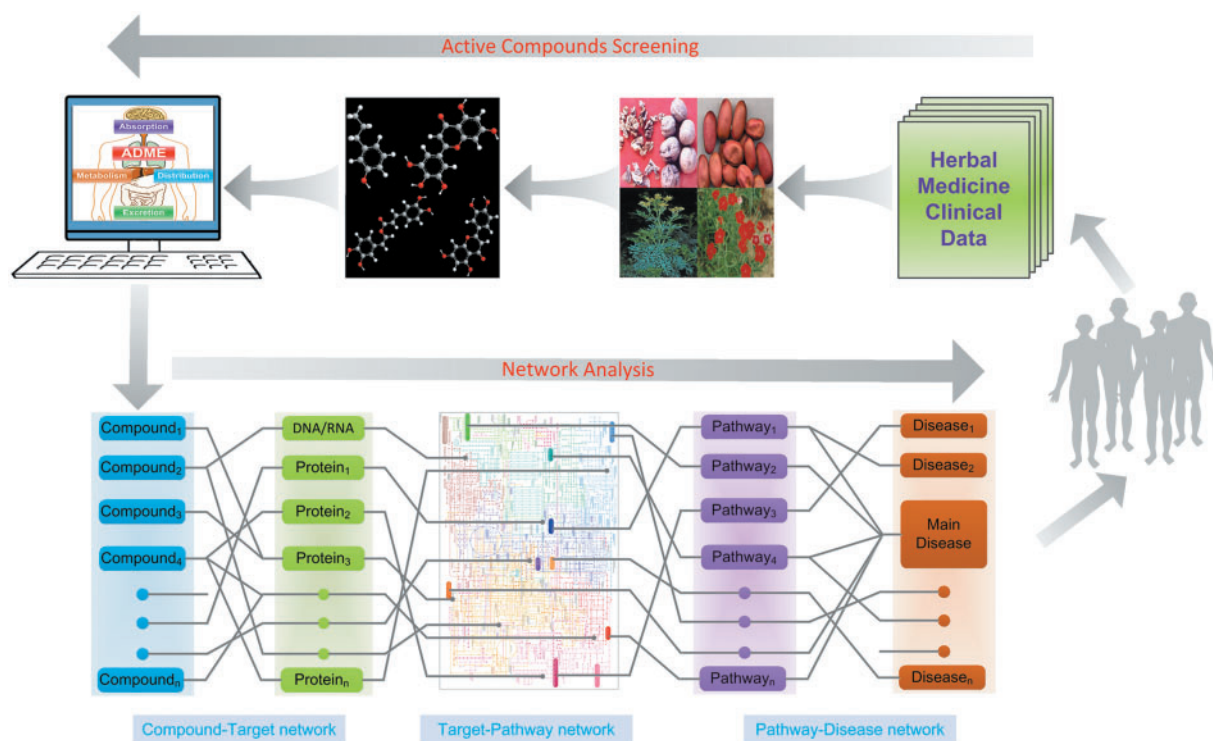 Active Compounds Screening
Absorption
ADME
Metabolism
Distribution
Excretion
Herbal
Medicine
Clinical
Data
Network Analysis
Compound₁
DNA/RNA
Pathway₁
Disease₁
Compound₂
Protein₁
Pathway₂
Disease₂
Compound₃
Protein₂
Pathway₃
Main
Disease
Compound₄
Protein₃
Pathway₄
Compoundₙ
Proteinₙ
Pathwayₙ
Diseaseₙ
Compound-Target network
Target-Pathway network
Pathway-Disease network